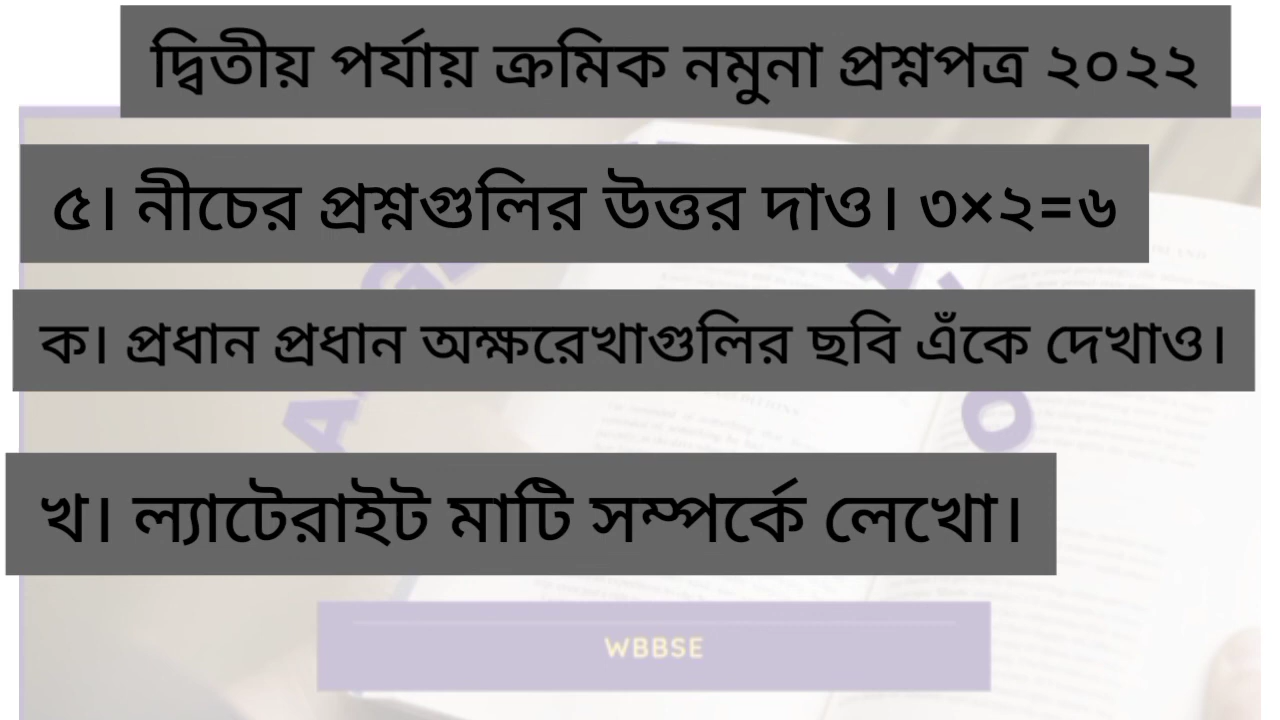 দ্বিতীয় পর্যায় ক্রমিক নমুনা প্রশ্নপত্র ২০২২
৫। নীচের প্রশ্নগুলির উত্তর দাও। ৩×২=৬
ক। প্রধান প্রধান অক্ষরেখাগুলির ছবি এঁকে দেখাও।
খ। ল্যাটেরাইট মাটি সম্পর্কে লেখো।
WBBSE